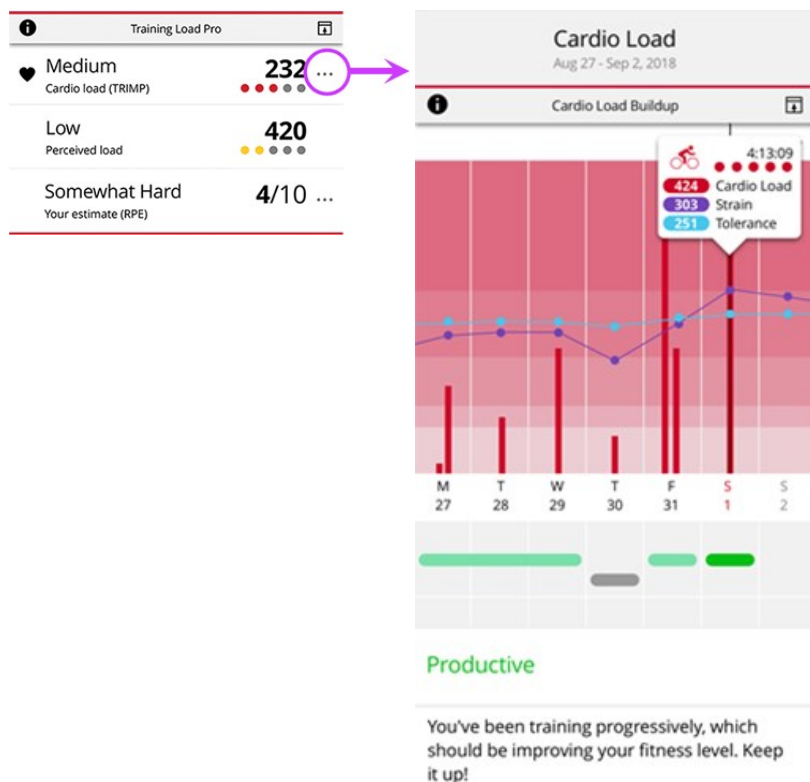 Training Load Pro
Medium 232 ...
Cardio load (TRIMP)
Low 420
Perceived load
Somewhat Hard 4/10 ...
Your estimate (RPE)
Cardio Load
Aug 27 - Sep 2, 2018
Cardio Load Buildup
4:13:09
424 Cardio Load
303 Strain
251 Tolerance
M T W T F S S
27 28 29 30 31 1 2
Productive
You've been training progressively, which
should be improving your fitness level. Keep
it up!